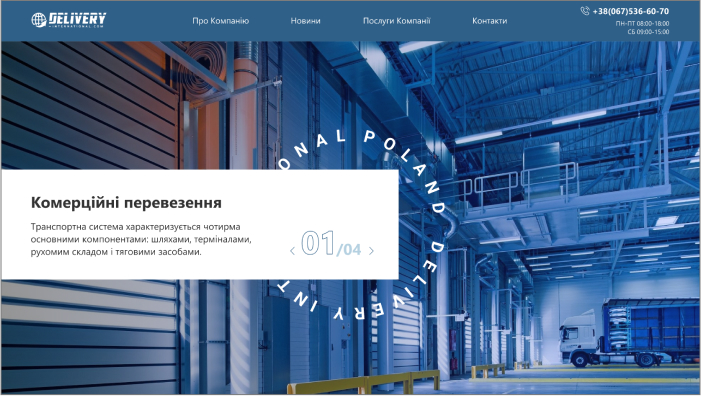 DELIVERY
INTERNATIONAL.COM
Про Компанію
Новини
Послуги Компанії
Контакти
+38(067)536-60-70
ПН-ПТ 08:00-18:00
СБ 09:00-15:00
DELIVERY INT
ONAL POLAND
Комерційні перевезення
Транспортна система характеризується чотирма
основними компонентами: шляхами, терміналами,
рухомим складом і тяговими засобами.
01/04